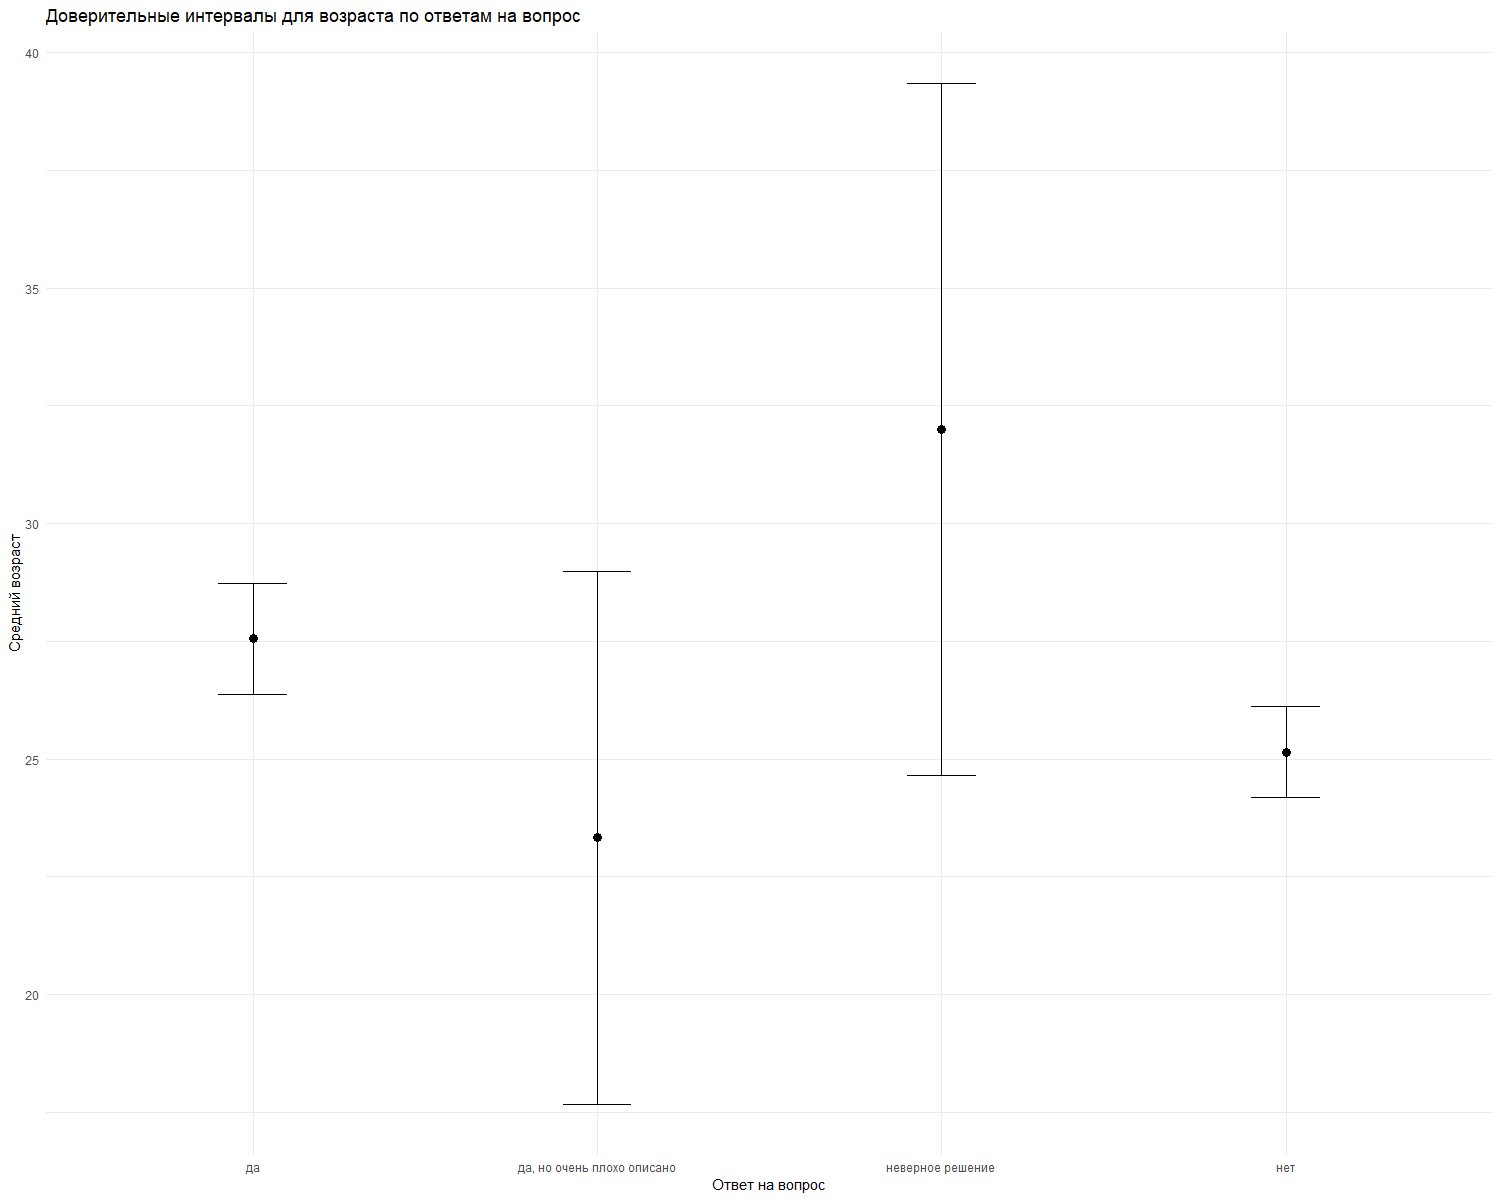 Доверительные интервалы для возраста по ответам на вопрос
40
35
30
25
20
Средний возраст
да
да, но очень плохо описано
неверное решение
нет
Ответ на вопрос